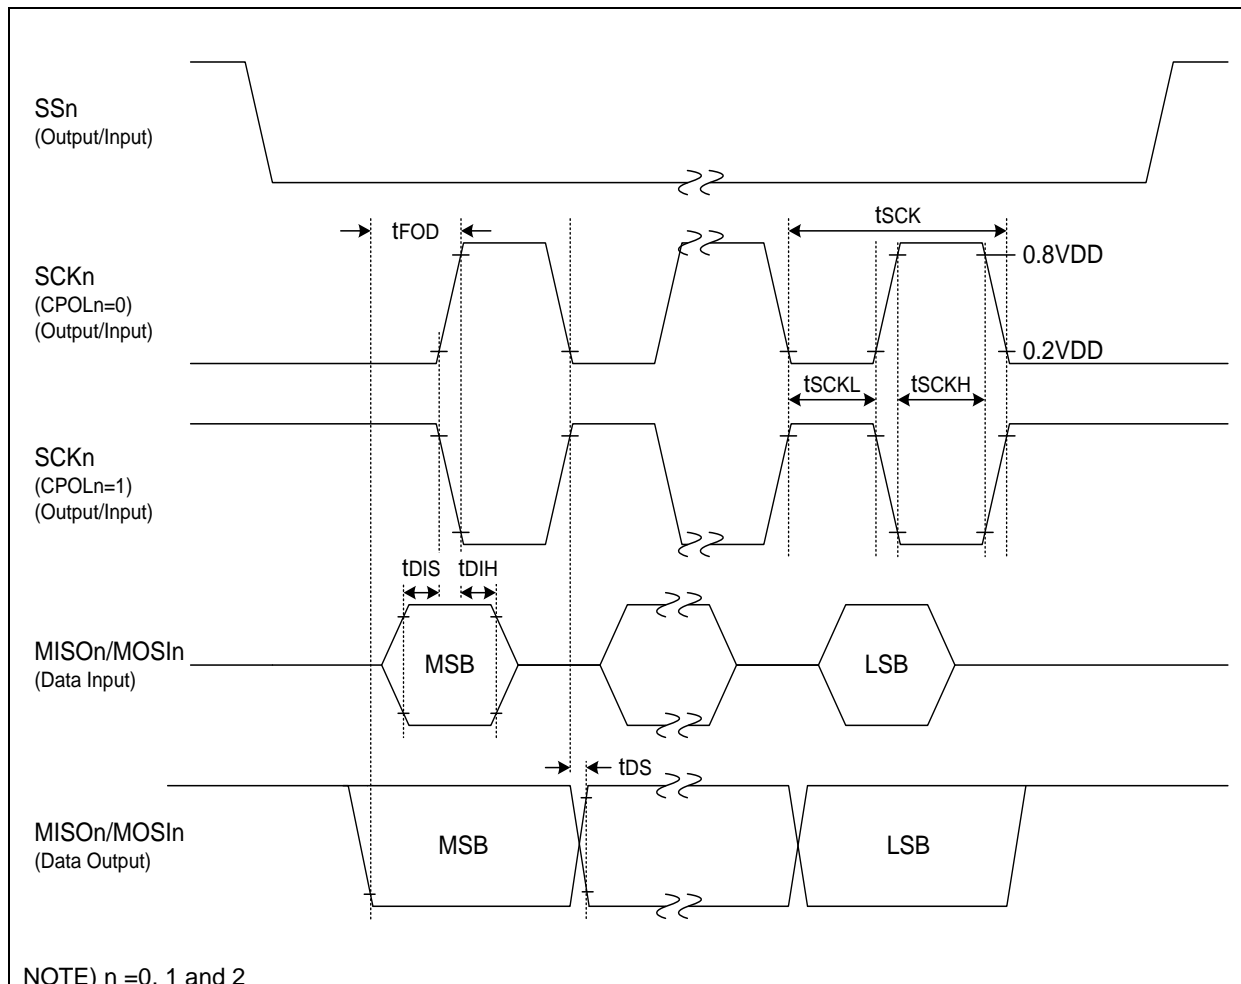 SSn
(Output/Input)
tFOD
tSCK
SCKn
(CPOLn=0)
(Output/Input)
0.8VDD
0.2VDD
tSCKL
tSCKH
SCKn
(CPOLn=1)
(Output/Input)
tDIS
tDIH
MISOn/MOSIn
(Data Input)
MSB
LSB
tDS
MISOn/MOSIn
(Data Output)
MSB
LSB
NOTE) n =0, 1 and 2